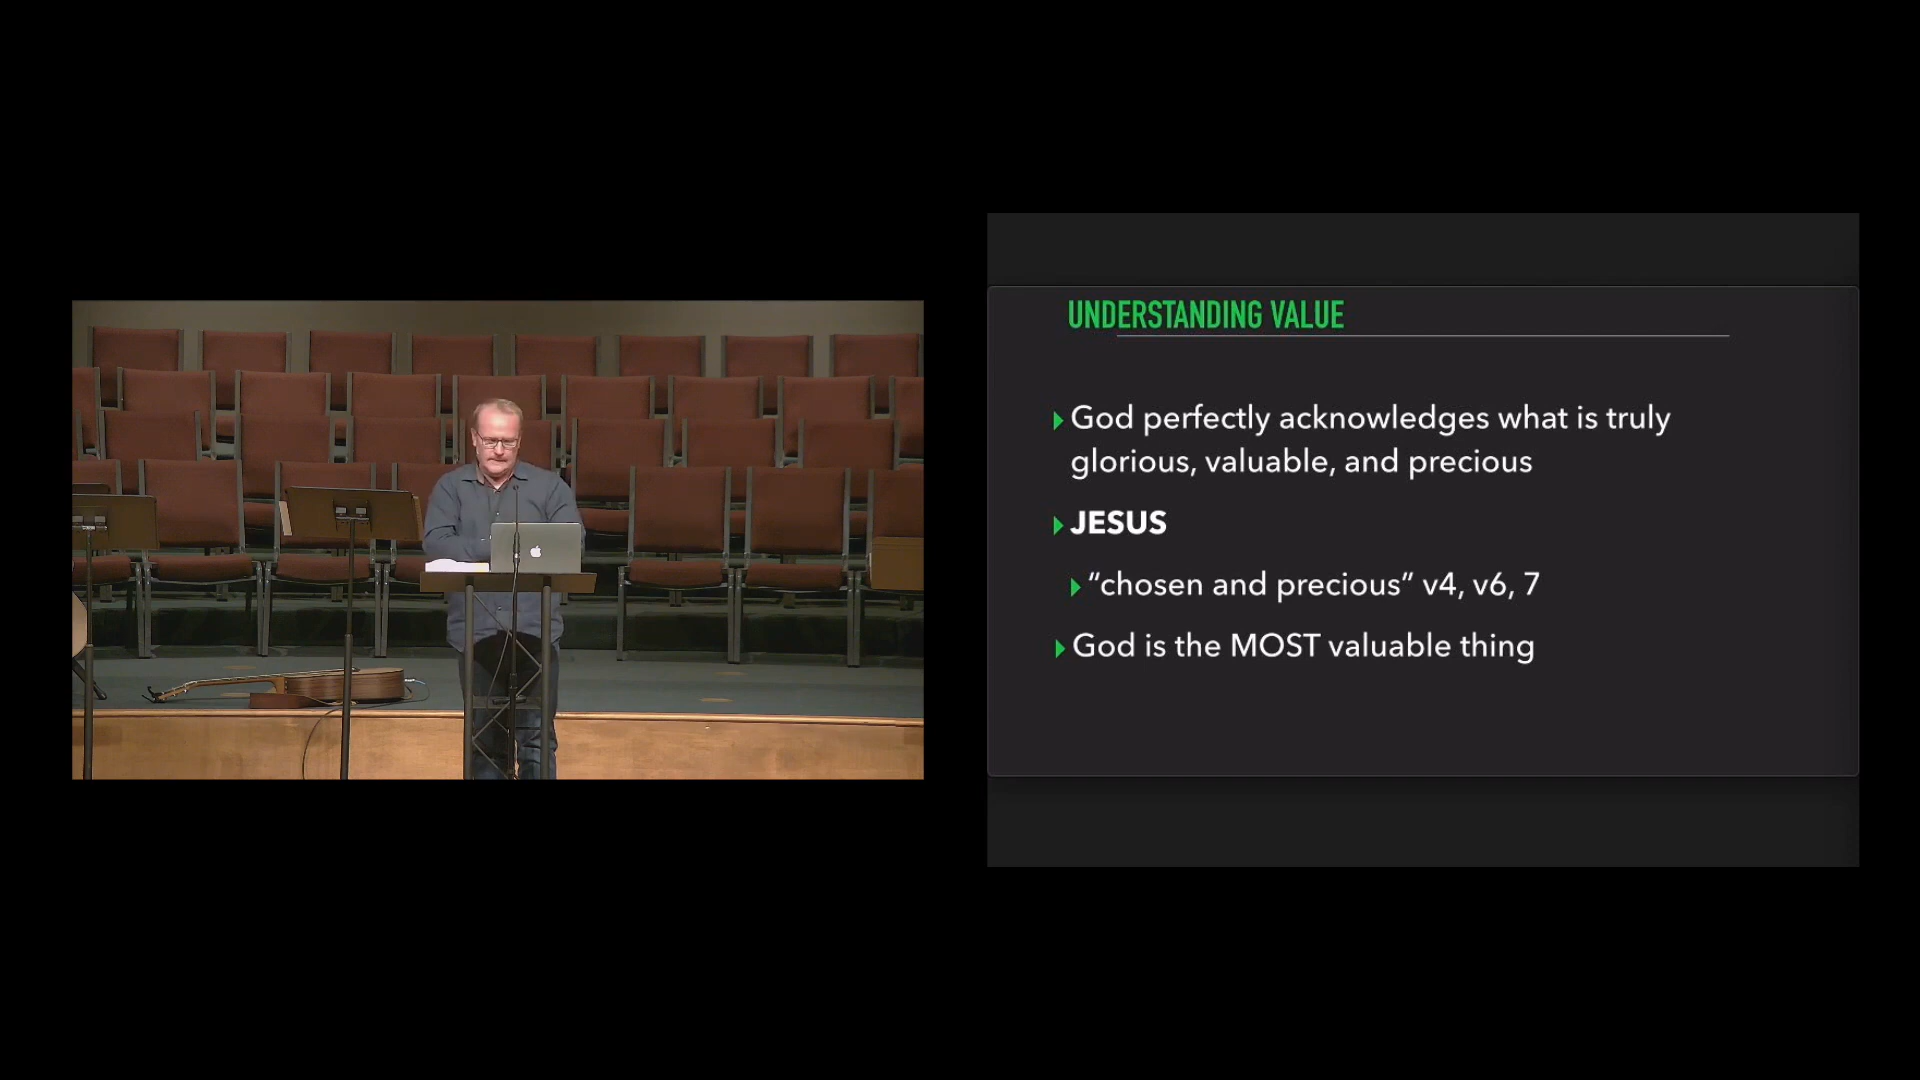 UNDERSTANDING VALUE
God perfectly acknowledges what is truly
glorious, valuable, and precious
JESUS
“chosen and precious” v4, v6, 7
God is the MOST valuable thing